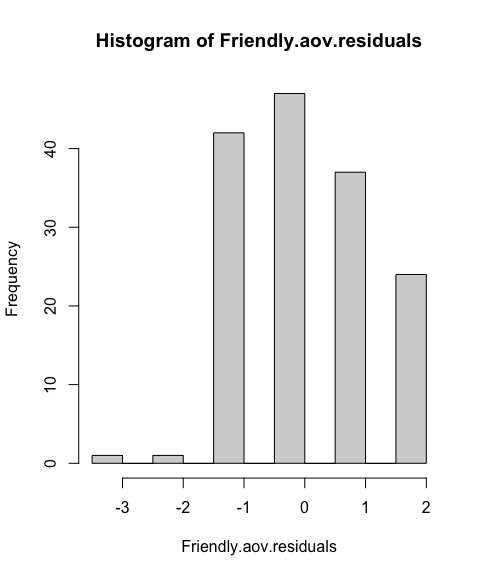 Histogram of Friendly.aov.residuals
Frequency
40
30
20
10
0
-3 -2 -1 0 1 2
Friendly.aov.residuals